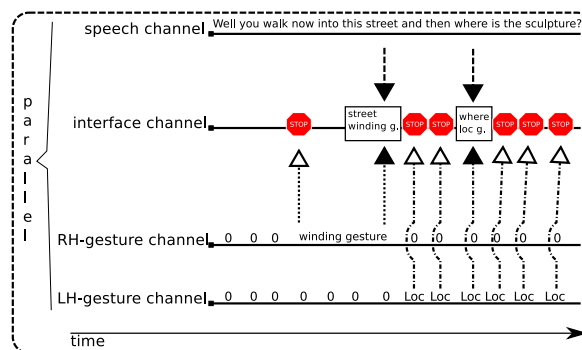 speech channel Well you walk now into this street and then where is the sculpture?
parallel
interface channel STOP street winding g. STOP STOP where loc g. STOP STOP STOP
RH-gesture channel 0 0 0 winding gesture 0 0 0 0 0 0
LH-gesture channel 0 0 0 0 0 0 0 0 Loc Loc Loc Loc Loc Loc
time